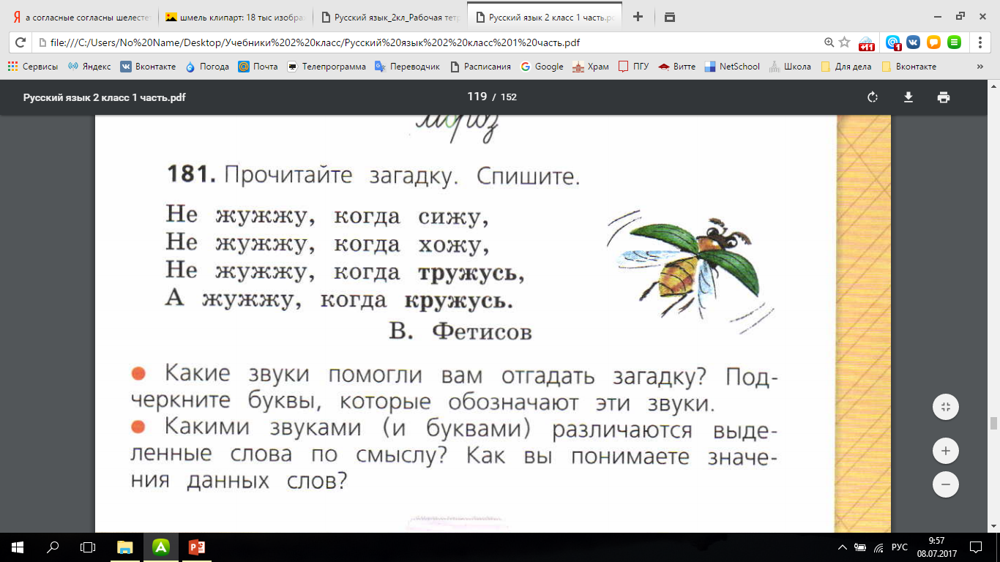 а согласные согласны шелесте
шмель клипарт: 18 тыс изобра
Русский язык_2кл_Рабочая тетр
Русский язык 2 класс 1 часть.p
file:///C:/Users/No%20Name/Desktop/Учебники%202%20класс/Русский%20язык%202%20класс%201%20часть.pdf
Сервисы Яндекс Вконтакте Погода Почта Телепрограмма Переводчик Расписания Google Храм ПГУ Витте NetSchool Школа Для дела Вконтакте »
Русский язык 2 класс 1 часть.pdf 119 / 152
мороз
181. Прочитайте загадку. Спишите.
Не жужжу, когда сижу,
Не жужжу, когда хожу,
Не жужжу, когда тружусь,
А жужжу, когда кружусь.
В. Фетисов
● Какие звуки помогли вам отгадать загадку? Под-
черкните буквы, которые обозначают эти звуки.
● Какими звуками (и буквами) различаются выде-
ленные слова по смыслу? Как вы понимаете значе-
ния данных слов?
РУС
9:57
08.07.2017